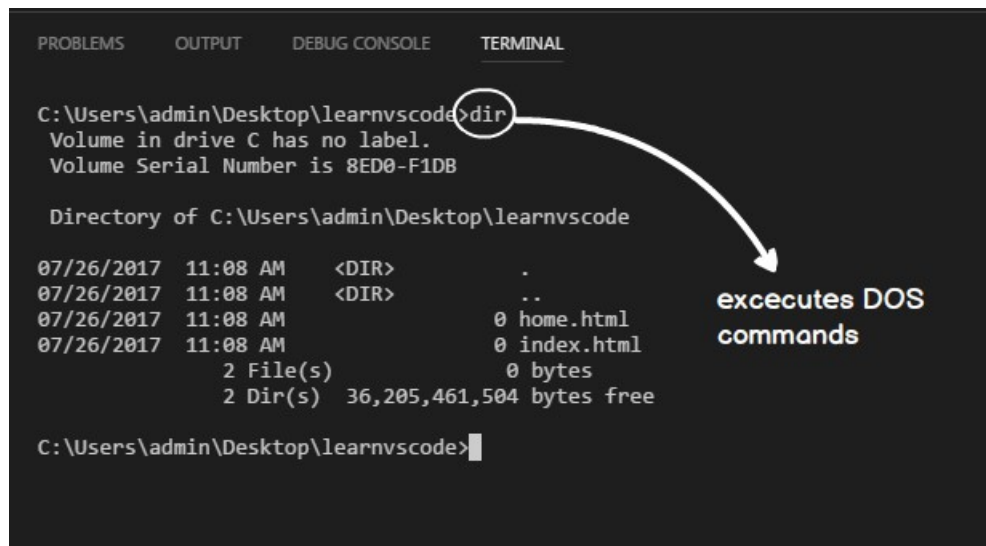 PROBLEMS OUTPUT DEBUG CONSOLE TERMINAL
C:\Users\admin\Desktop\learnvscode>dir
Volume in drive C has no label.
Volume Serial Number is 8ED0-F1DB
Directory of C:\Users\admin\Desktop\learnvscode
07/26/2017 11:08 AM <DIR> .
07/26/2017 11:08 AM <DIR> ..
07/26/2017 11:08 AM 0 home.html
07/26/2017 11:08 AM 0 index.html
2 File(s) 0 bytes
2 Dir(s) 36,205,461,504 bytes free
C:\Users\admin\Desktop\learnvscode>
excecutes DOS
commands